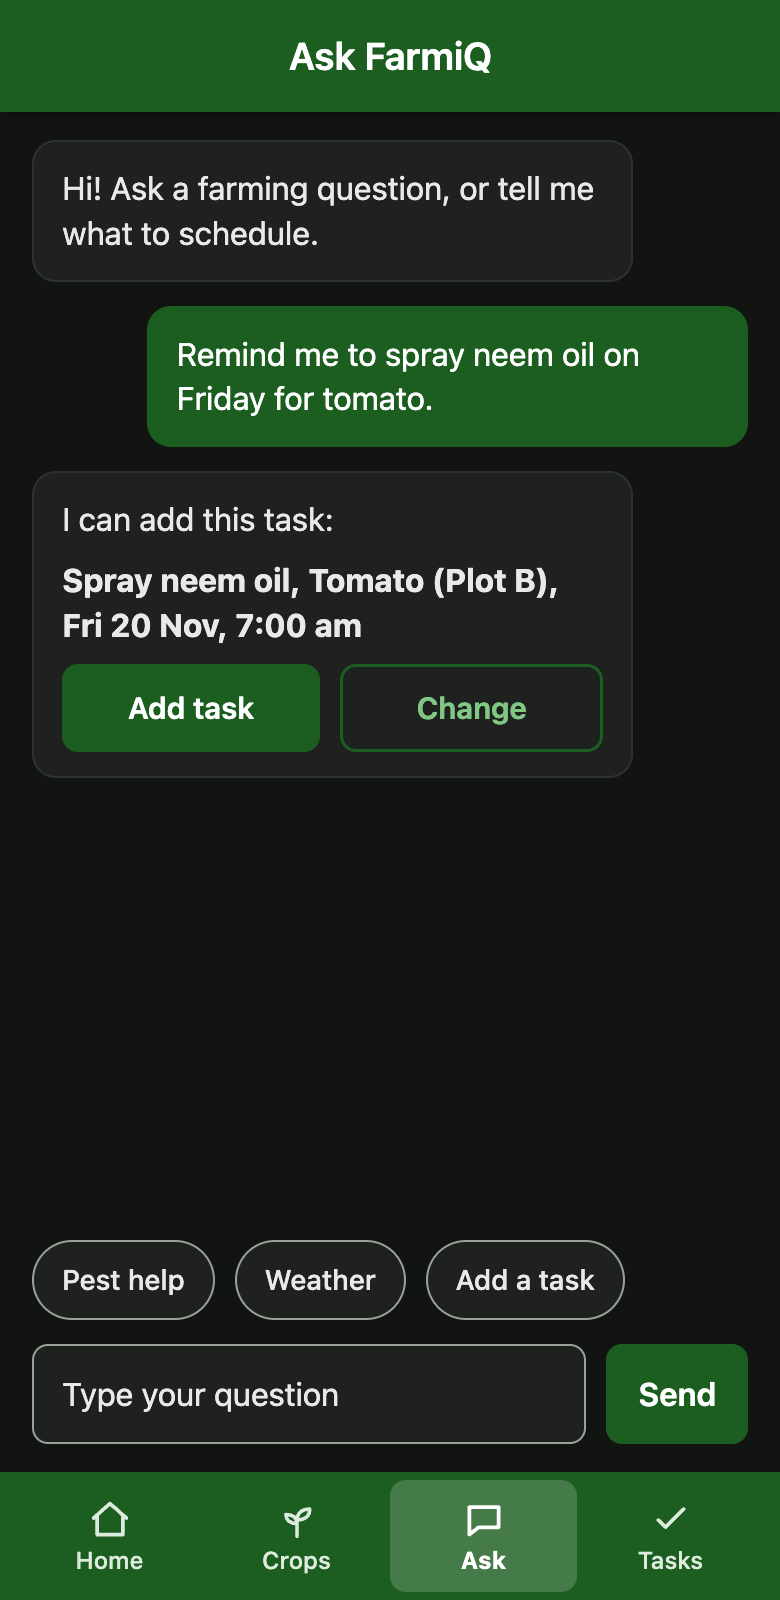 Ask FarmiQ
Hi! Ask a farming question, or tell me
what to schedule.
Remind me to spray neem oil on
Friday for tomato.
I can add this task:
Spray neem oil, Tomato (Plot B),
Fri 20 Nov, 7:00 am
Add task
Change
Pest help
Weather
Add a task
Type your question
Send
Home
Crops
Ask
Tasks